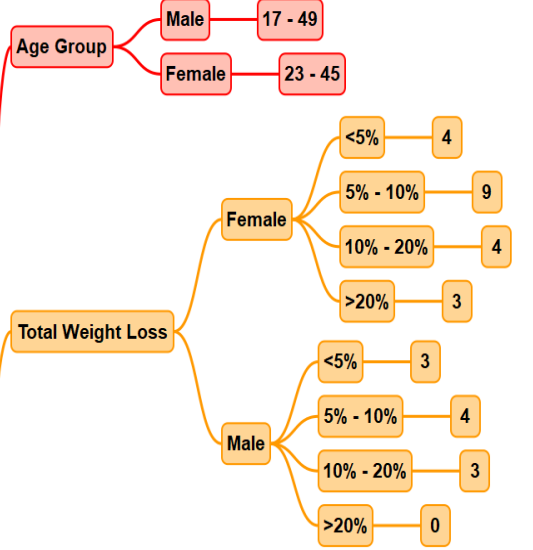 Age Group
Male
17 - 49
Female
23 - 45
Total Weight Loss
Female
<5%
4
5% - 10%
9
10% - 20%
4
>20%
3
Male
<5%
3
5% - 10%
4
10% - 20%
3
>20%
0